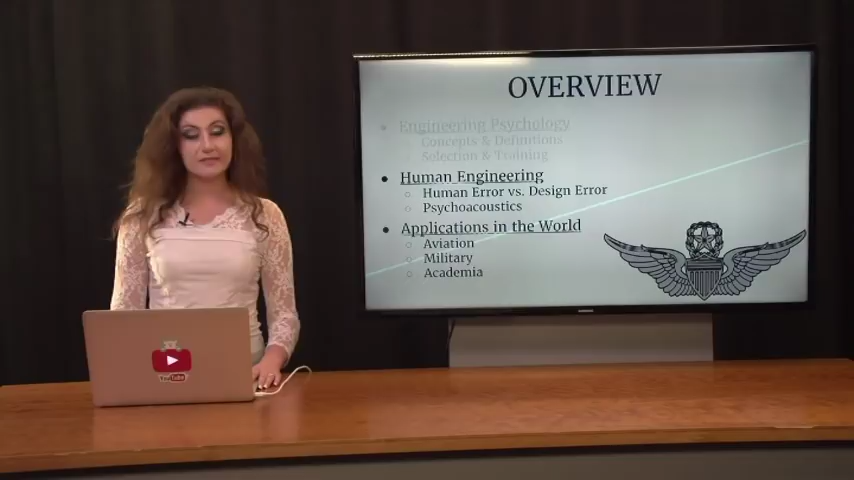 OVERVIEW
Engineering Psychology
Concepts & Definitions
Selection & Training
Human Engineering
Human Error vs. Design Error
Psychoacoustics
Applications in the World
Aviation
Military
Academia
YouTube